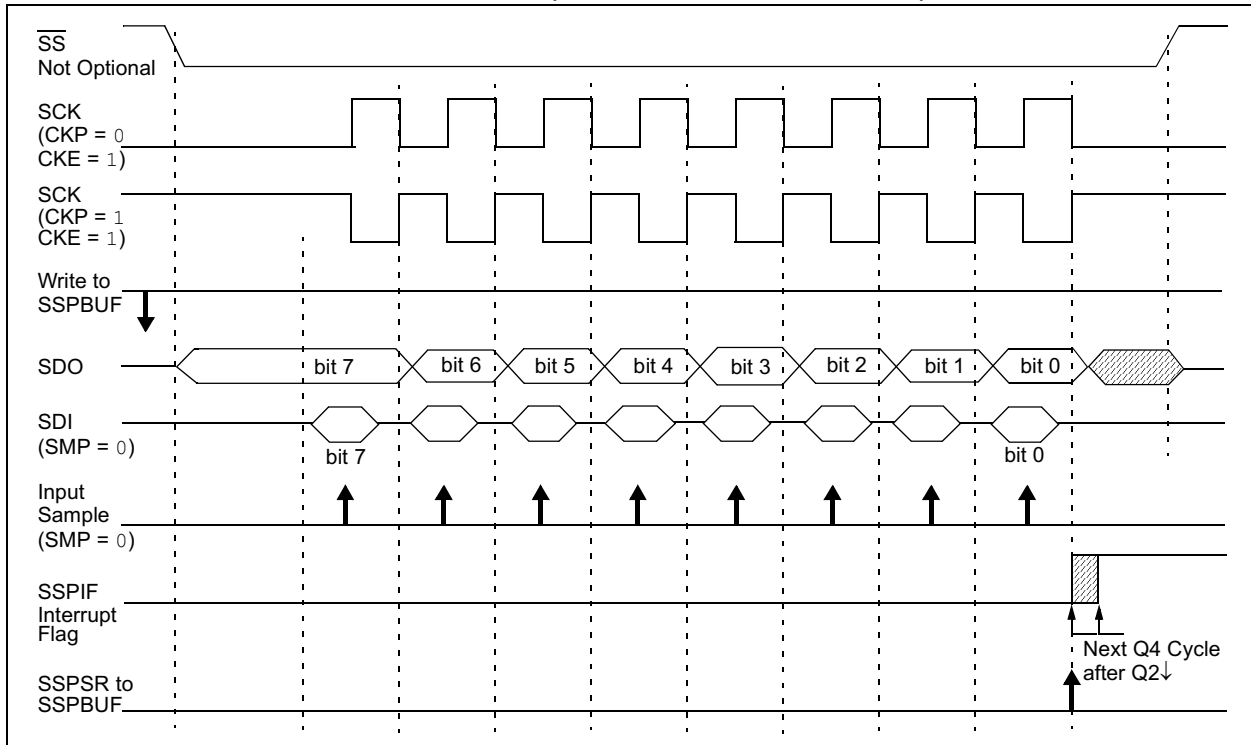 SS
Not Optional
SCK
(CKP = 0
CKE = 1)
SCK
(CKP = 1
CKE = 1)
Write to
SSPBUF
SDO
bit 7
bit 6
bit 5
bit 4
bit 3
bit 2
bit 1
bit 0
SDI
(SMP = 0)
bit 7
bit 0
Input
Sample
(SMP = 0)
SSPIF
Interrupt
Flag
Next Q4 Cycle
after Q2↓
SSPSR to
SSPBUF